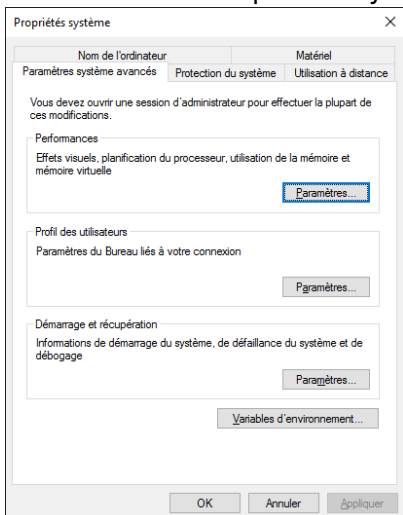 Propriétés système
Nom de l'ordinateur Matériel
Paramètres système avancés Protection du système Utilisation à distance
Vous devez ouvrir une session d'administrateur pour effectuer la plupart de
ces modifications.
Performances
Effets visuels, planification du processeur, utilisation de la mémoire et
mémoire virtuelle
Paramètres...
Profil des utilisateurs
Paramètres du Bureau liés à votre connexion
Paramètres...
Démarrage et récupération
Informations de démarrage du système, de défaillance du système et de
débogage
Paramètres...
Variables d'environnement...
OK Annuler Appliquer